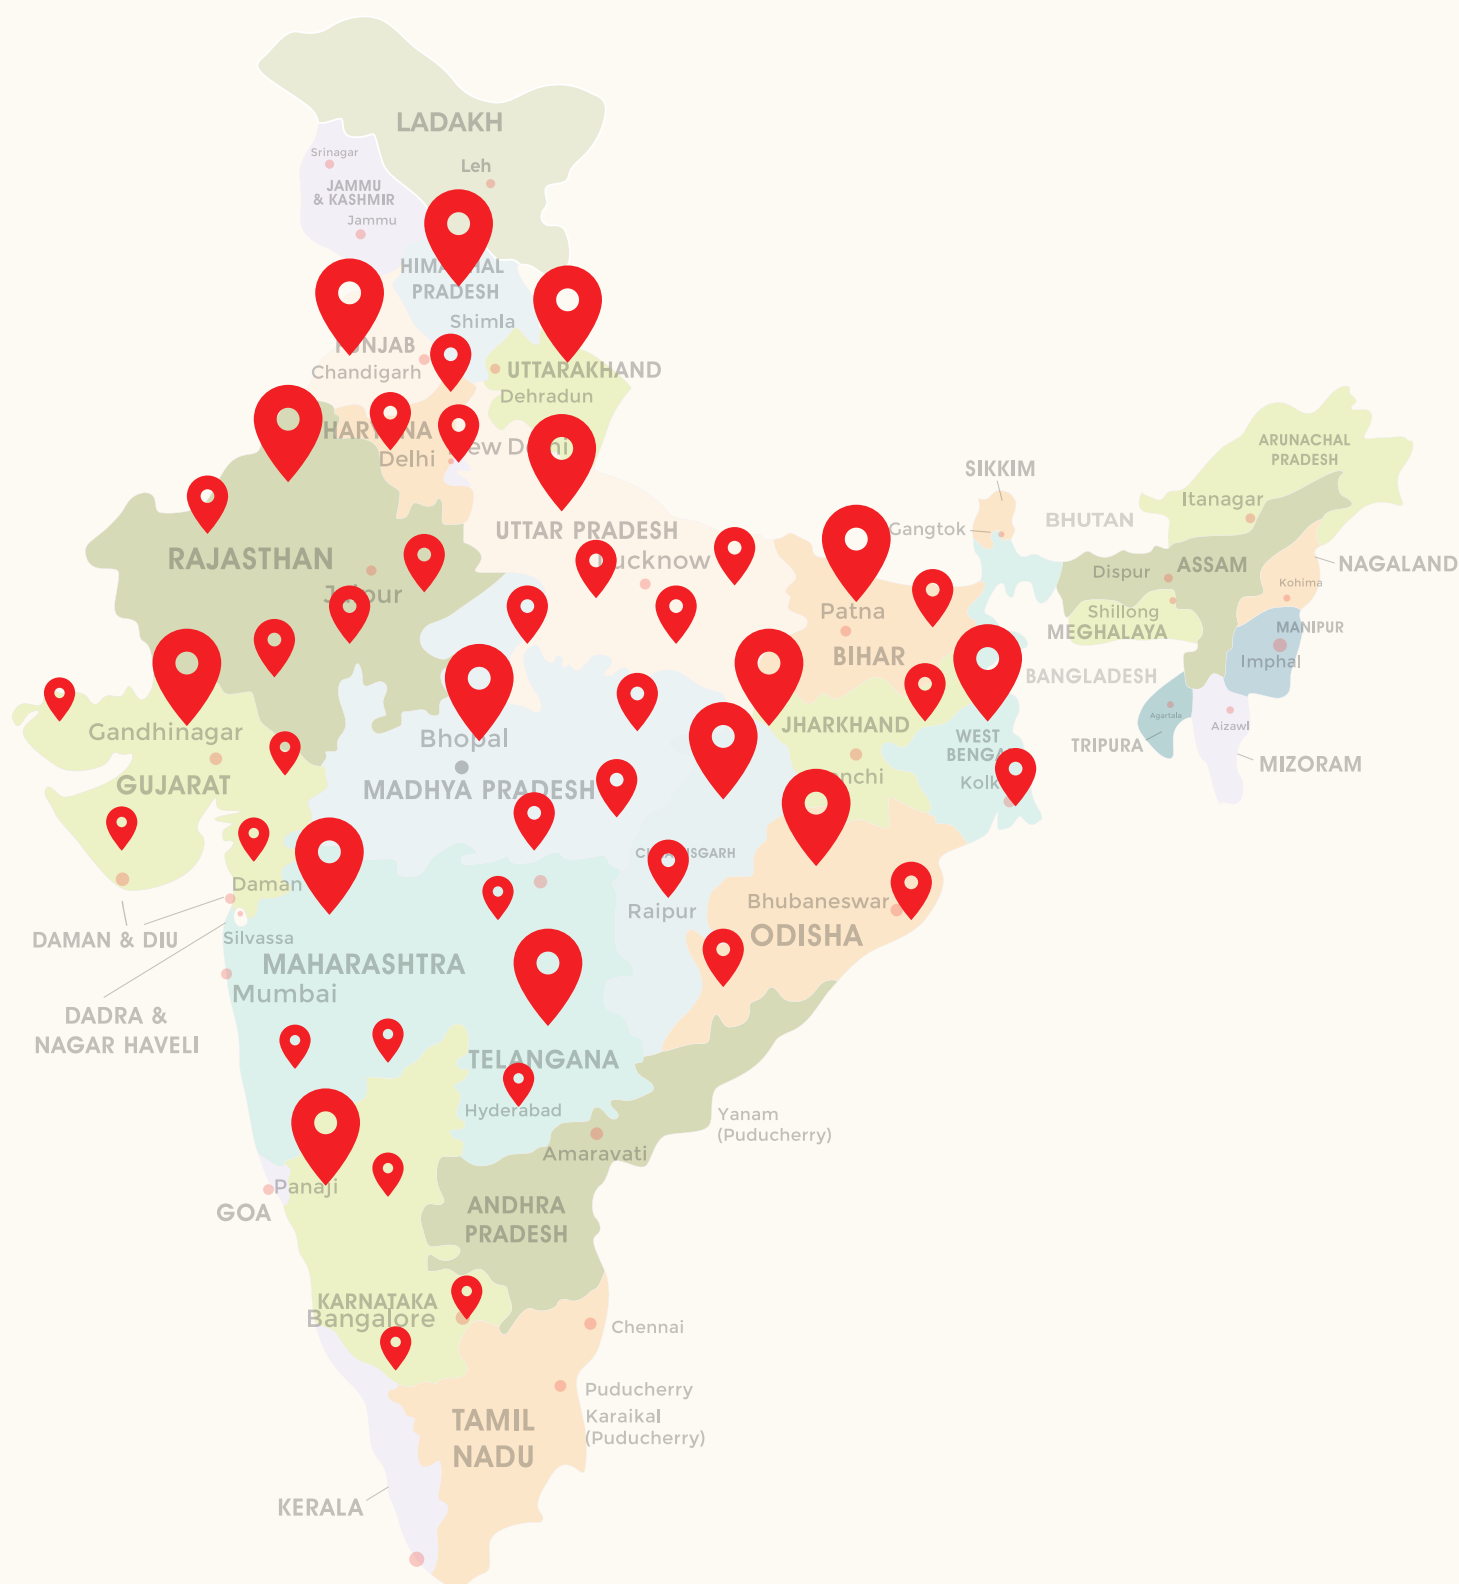 LADAKH
Srinagar
Leh
JAMMU
& KASHMIR
Jammu
PRADESH
Shimla
Chandigarh
UTTARAKHAND
Dehradun
Delhi
SIKKIM
ARUNACHAL
PRADESH
Itanagar
Gangtok
BHUTAN
UTTAR PRADESH
RAJASTHAN
Dispur
ASSAM
NAGALAND
Kohima
Shillong
MEGHALAYA
MANIPUR
Imphal
Patna
BIHAR
BANGLADESH
Agartala
Aizawl
TRIPURA
MIZORAM
Gandhinagar
GUJARAT
Bhopal
MADHYA PRADESH
JHARKHAND
WEST
Daman
DAMAN & DIU
Silvassa
Raipur
Bhubaneswar
ODISHA
MAHARASHTRA
Mumbai
DADRA &
NAGAR HAVELI
TELANGANA
Hyderabad
Yanam
(Puducherry)
Amaravati
Panaji
GOA
ANDHRA
PRADESH
KARNATAKA
Bangalore
Chennai
Puducherry
Karaikal
(Puducherry)
TAMIL
NADU
KERALA